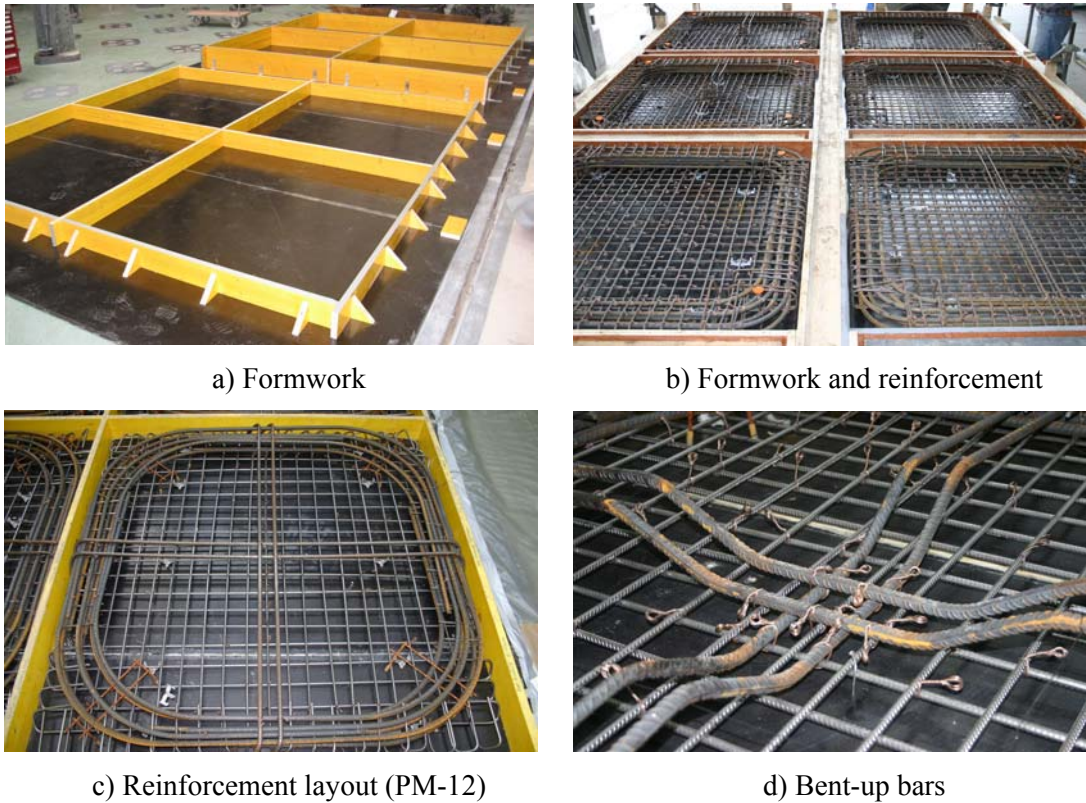 a) Formwork
b) Formwork and reinforcement
c) Reinforcement layout (PM-12)
d) Bent-up bars